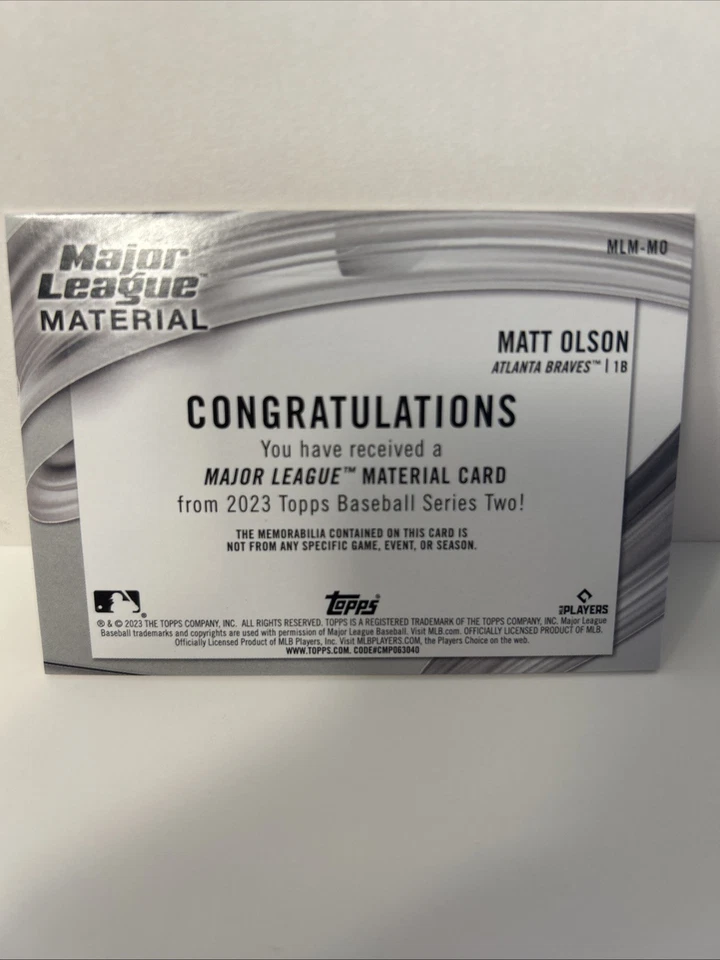 Major
League™
MATERIAL
MLM-MO
MATT OLSON
ATLANTA BRAVES™ | 1B
CONGRATULATIONS
You have received a
MAJOR LEAGUE™ MATERIAL CARD
from 2023 Topps Baseball Series Two!
THE MEMORABILIA CONTAINED ON THIS CARD IS
NOT FROM ANY SPECIFIC GAME, EVENT, OR SEASON.
Topps®
MLB PLAYERS
® & © 2023 THE TOPPS COMPANY, INC. ALL RIGHTS RESERVED. TOPPS IS A REGISTERED TRADEMARK OF THE TOPPS COMPANY, INC. Major League
Baseball trademarks and copyrights are used with permission of Major League Baseball. Visit MLB.com. OFFICIALLY LICENSED PRODUCT OF MLB.
Officially Licensed Product of MLB Players, Inc. Visit MLBPLAYERS.COM, the Players Choice on the web.
WWW.TOPPS.COM. CODE#CMP063040